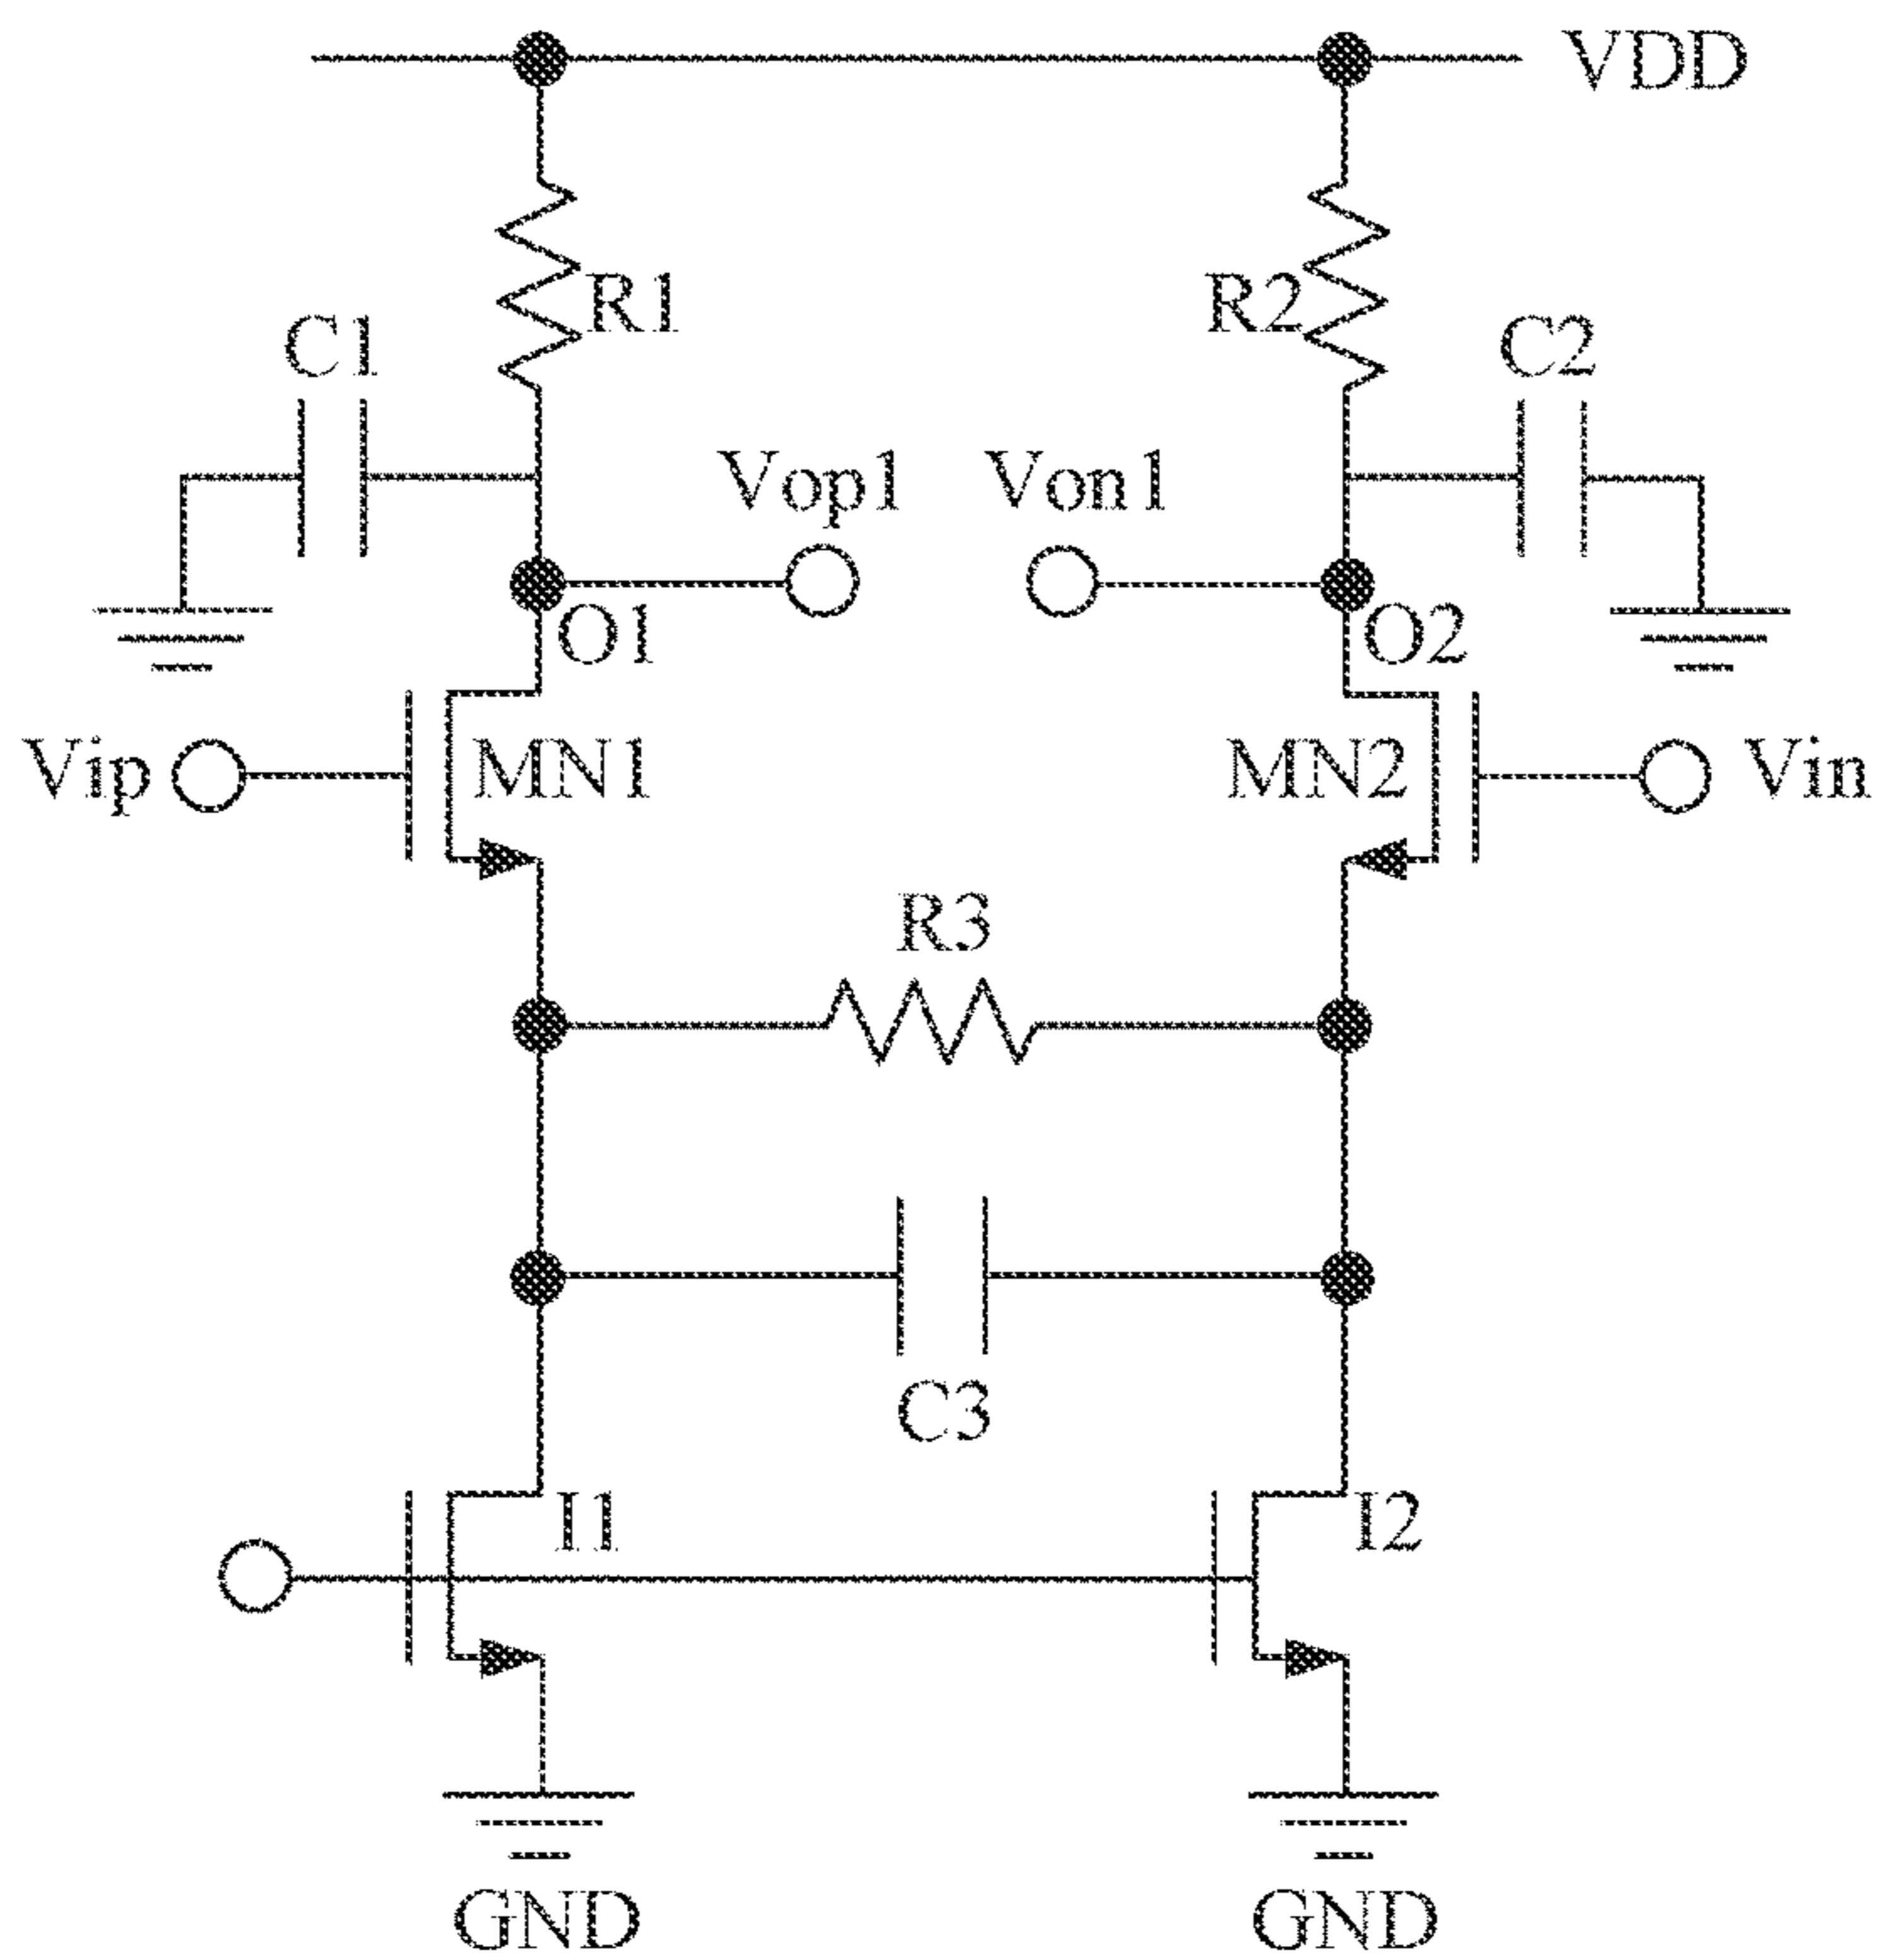 VDD
R1
R2
C1
C2
Vop1
Von1
O1
O2
Vip
MN1
MN2
Vin
R3
C3
I1
I2
GND
GND